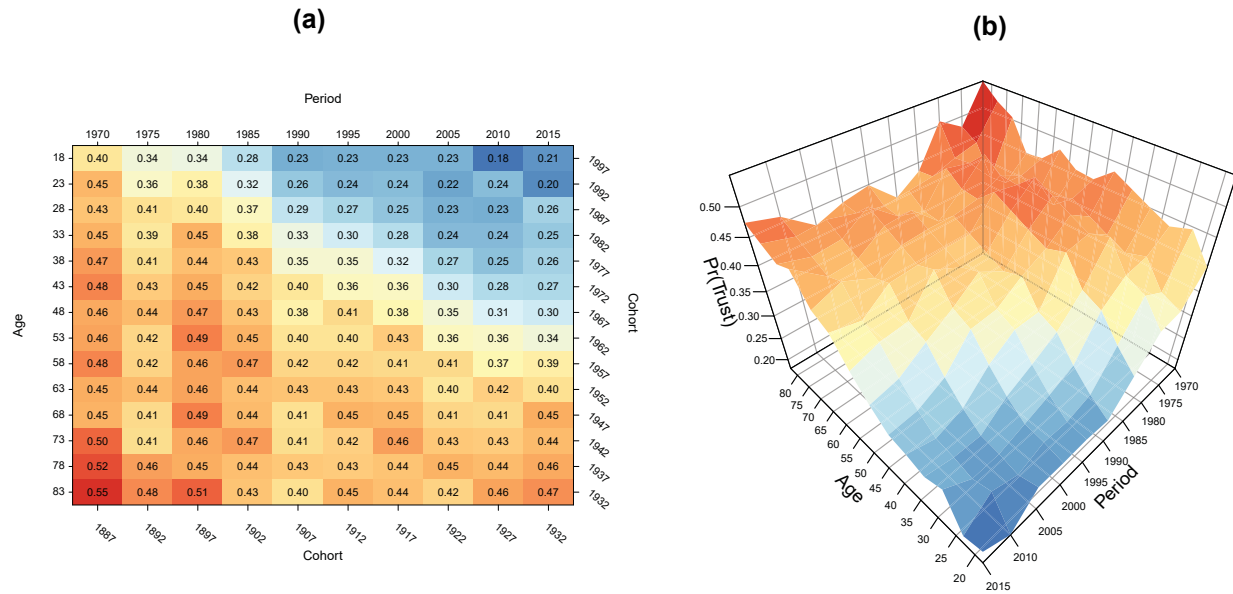 (a)
Period
1970 1975 1980 1985 1990 1995 2000 2005 2010 2015
18 0.40 0.34 0.34 0.28 0.23 0.23 0.23 0.23 0.18 0.21 1997
23 0.45 0.36 0.38 0.32 0.26 0.24 0.24 0.22 0.24 0.20 1992
28 0.43 0.41 0.40 0.37 0.29 0.27 0.25 0.23 0.23 0.26 1987
33 0.45 0.39 0.45 0.38 0.33 0.30 0.28 0.24 0.24 0.25 1982
38 0.47 0.41 0.44 0.43 0.35 0.35 0.32 0.27 0.25 0.26 1977
43 0.48 0.43 0.45 0.42 0.40 0.36 0.36 0.30 0.28 0.27 1972
48 0.46 0.44 0.47 0.43 0.38 0.41 0.38 0.35 0.31 0.30 1967
53 0.46 0.42 0.49 0.45 0.40 0.40 0.43 0.36 0.36 0.34 1962
58 0.48 0.42 0.46 0.47 0.42 0.42 0.41 0.41 0.37 0.39 1957
63 0.45 0.44 0.46 0.44 0.43 0.43 0.43 0.40 0.42 0.40 1952
68 0.45 0.41 0.49 0.44 0.41 0.45 0.45 0.41 0.41 0.45 1947
73 0.50 0.41 0.46 0.47 0.41 0.42 0.46 0.43 0.43 0.44 1942
78 0.52 0.46 0.45 0.44 0.43 0.43 0.44 0.45 0.44 0.46 1937
83 0.55 0.48 0.51 0.43 0.40 0.45 0.44 0.42 0.46 0.47 1932
1887 1892 1897 1902 1907 1912 1917 1922 1927 1932
Cohort
Age
Cohort
(b)
Pr(Trust)
0.50
0.45
0.40
0.35
0.30
0.25
0.20
Age
80
75
70
65
60
55
50
45
40
35
30
25
20
Period
1970
1975
1980
1985
1990
1995
2000
2005
2010
2015